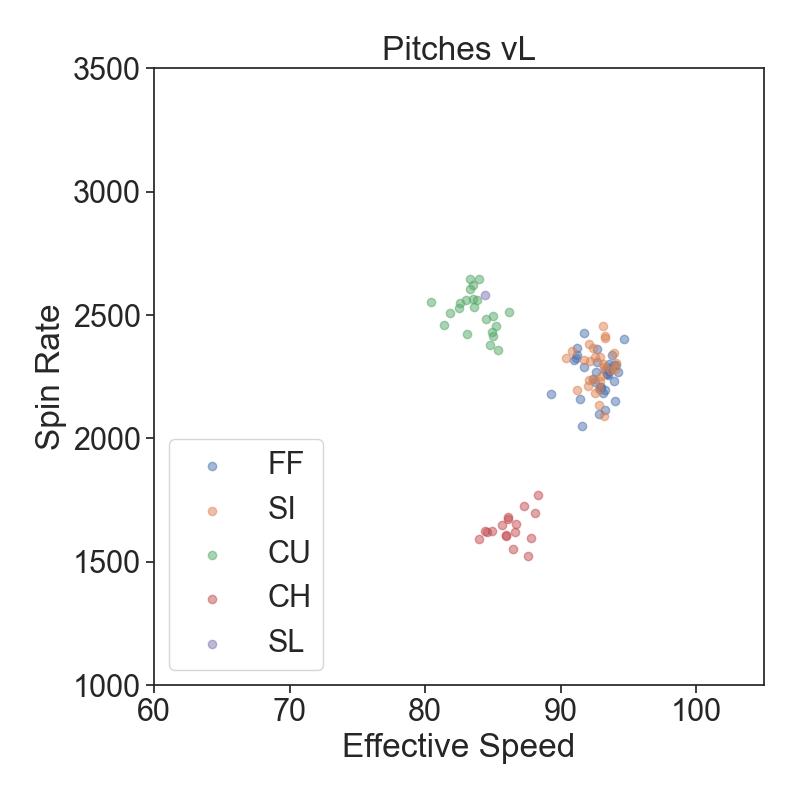 Pitches vL
3500
3000
2500
2000
1500
1000
Spin Rate
FF
SI
CU
CH
SL
60 70 80 90 100
Effective Speed